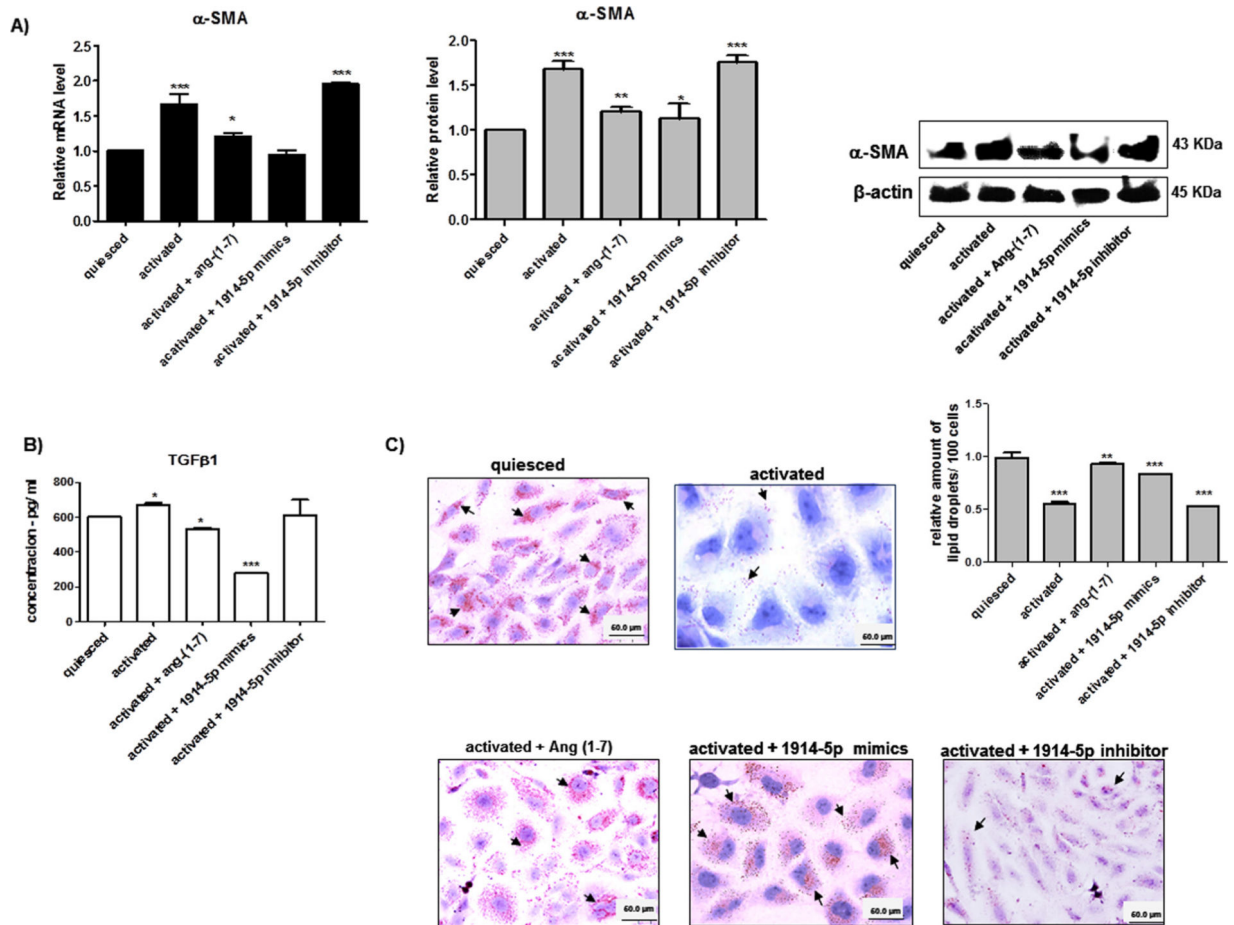 A)
α-SMA
Relative mRNA level
2.5
2.0
1.5
1.0
0.5
0.0
***
*
***
quiesced
activated
activated + ang-(1-7)
acativated + 1914-5p mimics
activated + 1914-5p inhibitor
α-SMA
Relative protein level
2.0
1.5
1.0
0.5
0.0
***
**
*
***
quiesced
activated
activated + ang-(1-7)
acativated + 1914-5p mimics
activated + 1914-5p inhibitor
α-SMA
43 KDa
β-actin
45 KDa
quiesced
activated
activated + Ang-(1-7)
acativated + 1914-5p mimics
activated + 1914-5p inhibitor
B)
TGFβ1
concentracion - pg/ ml
800
600
400
200
0
*
*
***
quiesced
activated
activated + ang-(1-7)
activated + 1914-5p mimics
activated + 1914-5p inhibitor
C)
quiesced
60.0 µm
activated
60.0 µm
relative amount of
lipid droplets/ 100 cells
1.5
1.0
0.5
0.0
***
**
***
***
quiesced
activated
activated + ang-(1-7)
activated + 1914-5p mimics
activated + 1914-5p inhibitor
activated + Ang (1-7)
60.0 µm
activated + 1914-5p mimics
60.0 µm
activated + 1914-5p inhibitor
60.0 µm